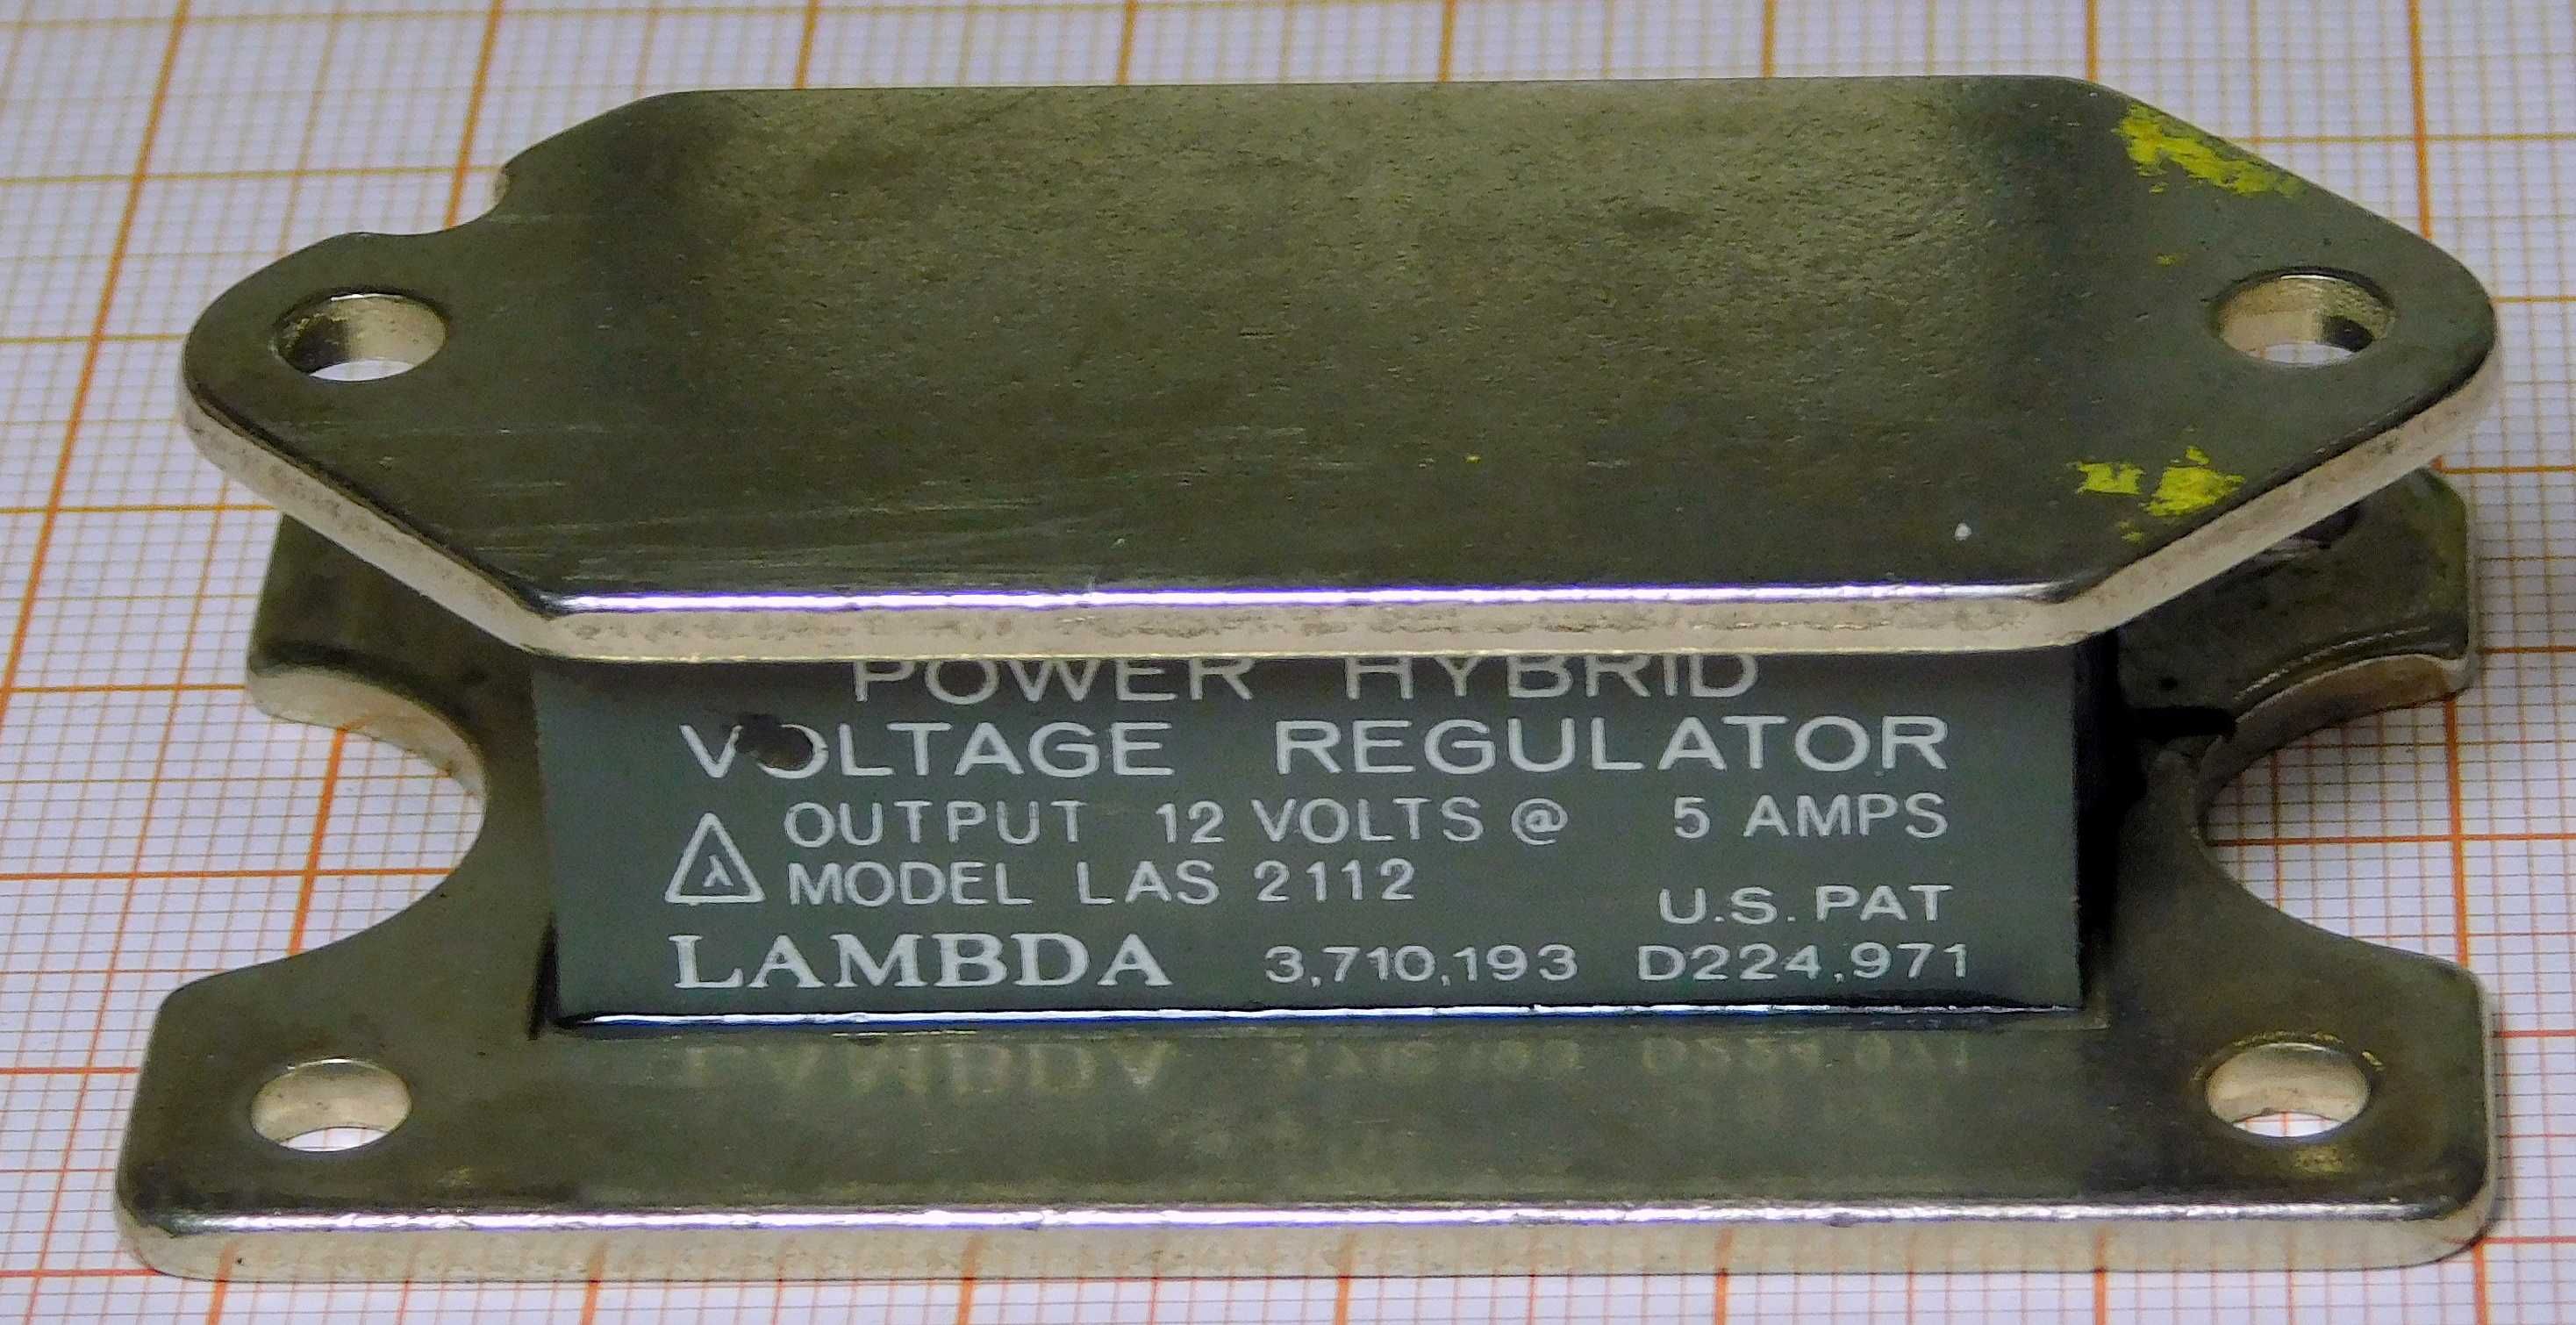 POWER HYBRID
VOLTAGE REGULATOR
OUTPUT 12 VOLTS @ 5 AMPS
λ MODEL LAS 2112
U.S. PAT
LAMBDA 3,710,193 D224,971